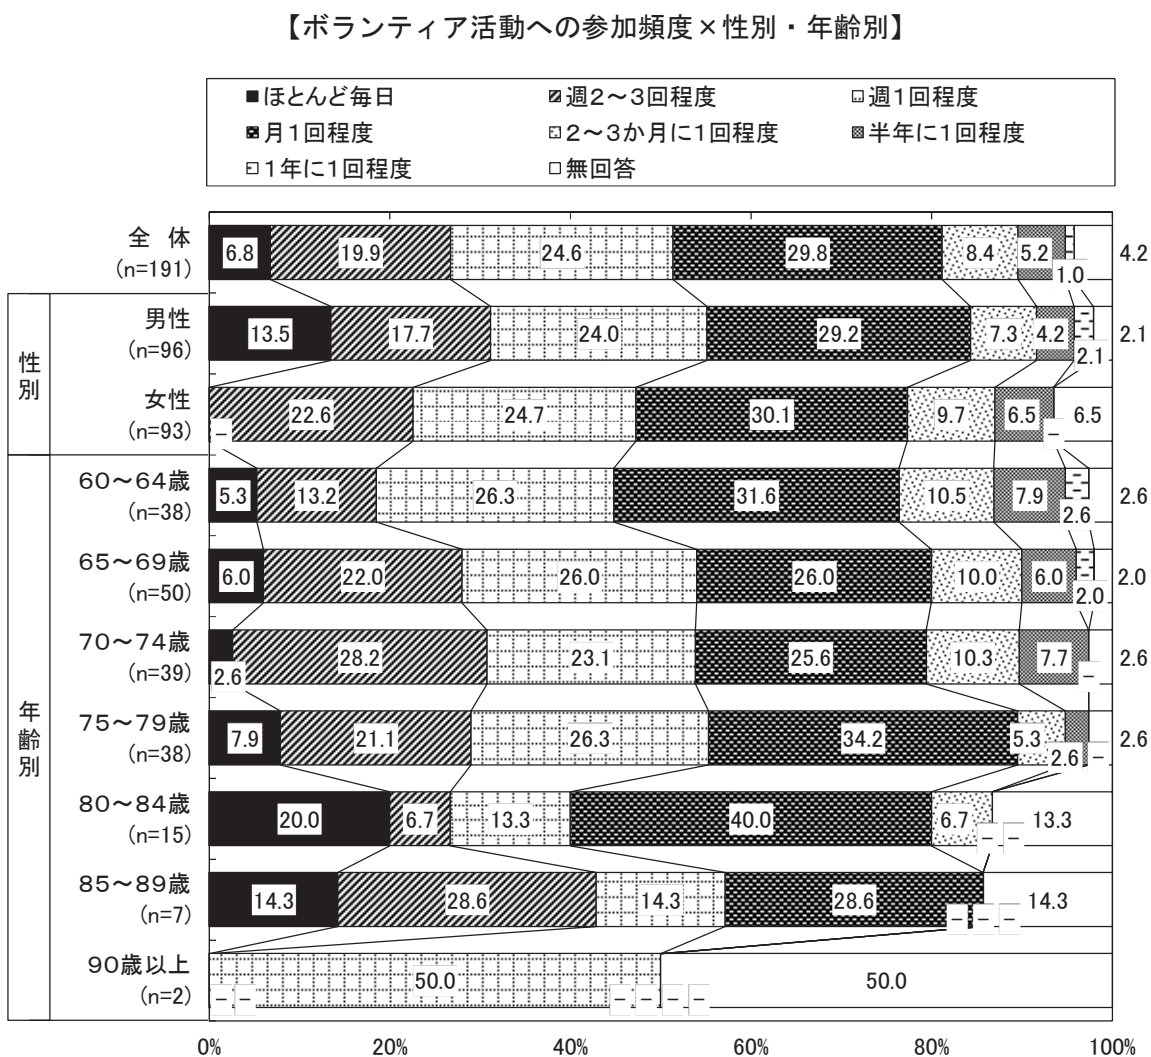 【ボランティア活動への参加頻度×性別・年齢別】
■ほとんど毎日 週２～３回程度 週１回程度
月１回程度 ２～３か月に１回程度 半年に１回程度
１年に１回程度 □無回答
全 体 6.8 19.9 24.6 29.8 8.4 5.2 4.2
(n=191) 1.0
性別
男性 13.5 17.7 24.0 29.2 7.3 4.2 2.1
(n=96) 2.1
女性 22.6 24.7 30.1 9.7 6.5 6.5
(n=93) － －
年齢別
60～64歳 5.3 13.2 26.3 31.6 10.5 7.9 2.6
(n=38) 2.6
65～69歳 6.0 22.0 26.0 26.0 10.0 6.0 2.0
(n=50) 2.0
70～74歳 28.2 23.1 25.6 10.3 7.7 2.6
(n=39) 2.6 －
75～79歳 7.9 21.1 26.3 34.2 5.3 2.6
(n=38) 2.6 －
80～84歳 20.0 6.7 13.3 40.0 6.7 13.3
(n=15) － －
85～89歳 14.3 28.6 14.3 28.6 14.3
(n=7) － － －
90歳以上 50.0 50.0
(n=2) － － － － － －
0% 20% 40% 60% 80% 100%